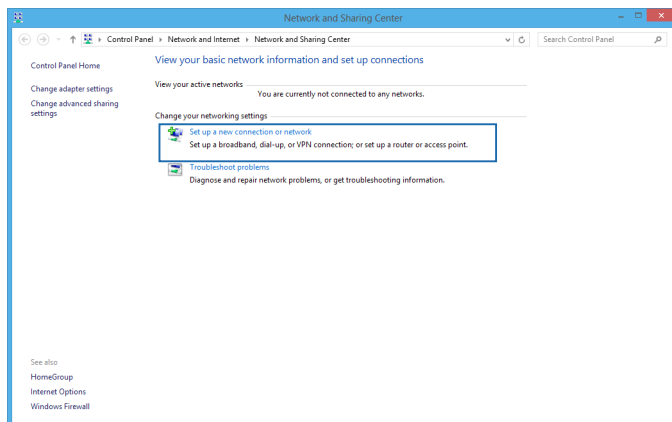 Network and Sharing Center
Control Panel Network and Internet Network and Sharing Center
Search Control Panel
Control Panel Home
Change adapter settings
Change advanced sharing
settings
View your basic network information and set up connections
View your active networks
You are currently not connected to any networks.
Change your networking settings
Set up a new connection or network
Set up a broadband, dial-up, or VPN connection; or set up a router or access point.
Troubleshoot problems
Diagnose and repair network problems, or get troubleshooting information.
See also
HomeGroup
Internet Options
Windows Firewall